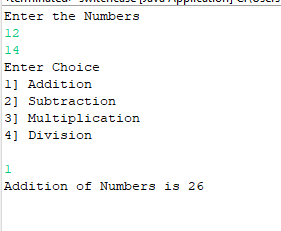 Enter the Numbers
12
14
Enter Choice
1] Addition
2] Subtraction
3] Multiplication
4] Division
1
Addition of Numbers is 26